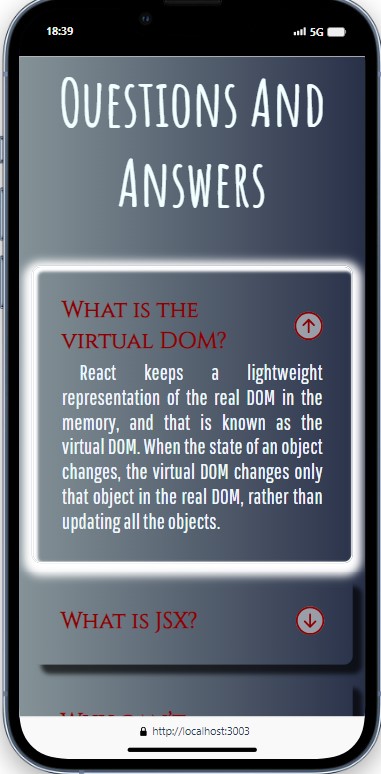 18:39
5G
Questions And
Answers
What is the
virtual DOM?
React keeps a lightweight
representation of the real DOM in the
memory, and that is known as the
virtual DOM. When the state of an object
changes, the virtual DOM changes only
that object in the real DOM, rather than
updating all the objects.
What is JSX?
http://localhost:3003